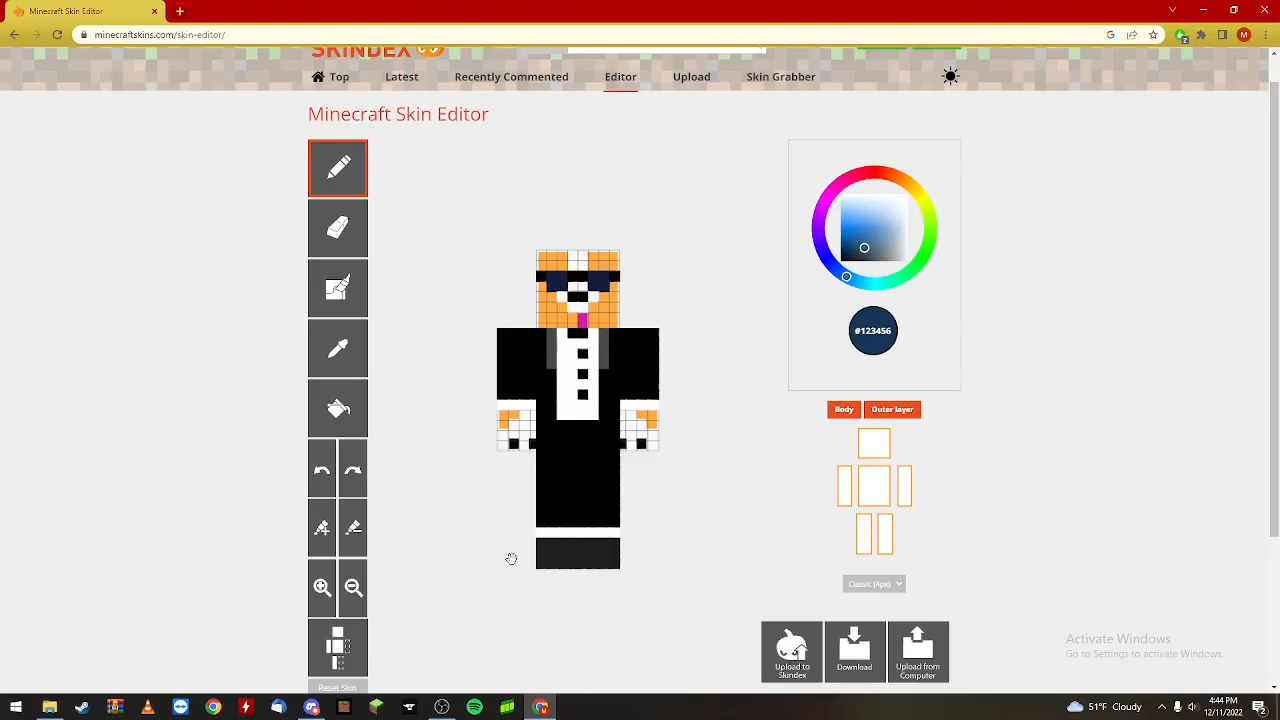 Minecraft Skin Editor
minecraftskins.com/skin-editor/
SKINDEX
Top Latest Recently Commented Editor Upload Skin Grabber
Minecraft Skin Editor
#123456
Body Outer layer
Classic (4px)
Upload to Skindex
Download
Upload from Computer
Activate Windows
Go to Settings to activate Windows.
Reset Skin
51°F Cloudy
4:44 PM
12/11/2022